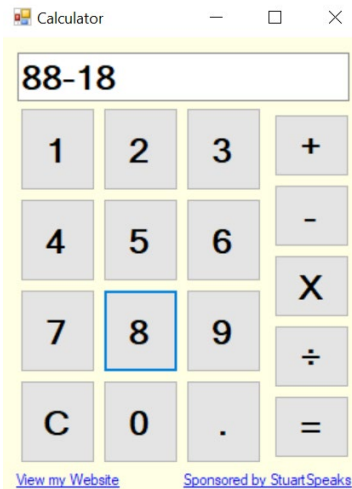 Calculator
88-18
1 2 3 +
-
4 5 6
X
7 8 9
÷
C 0 . =
View my Website Sponsored by StuartSpeaks